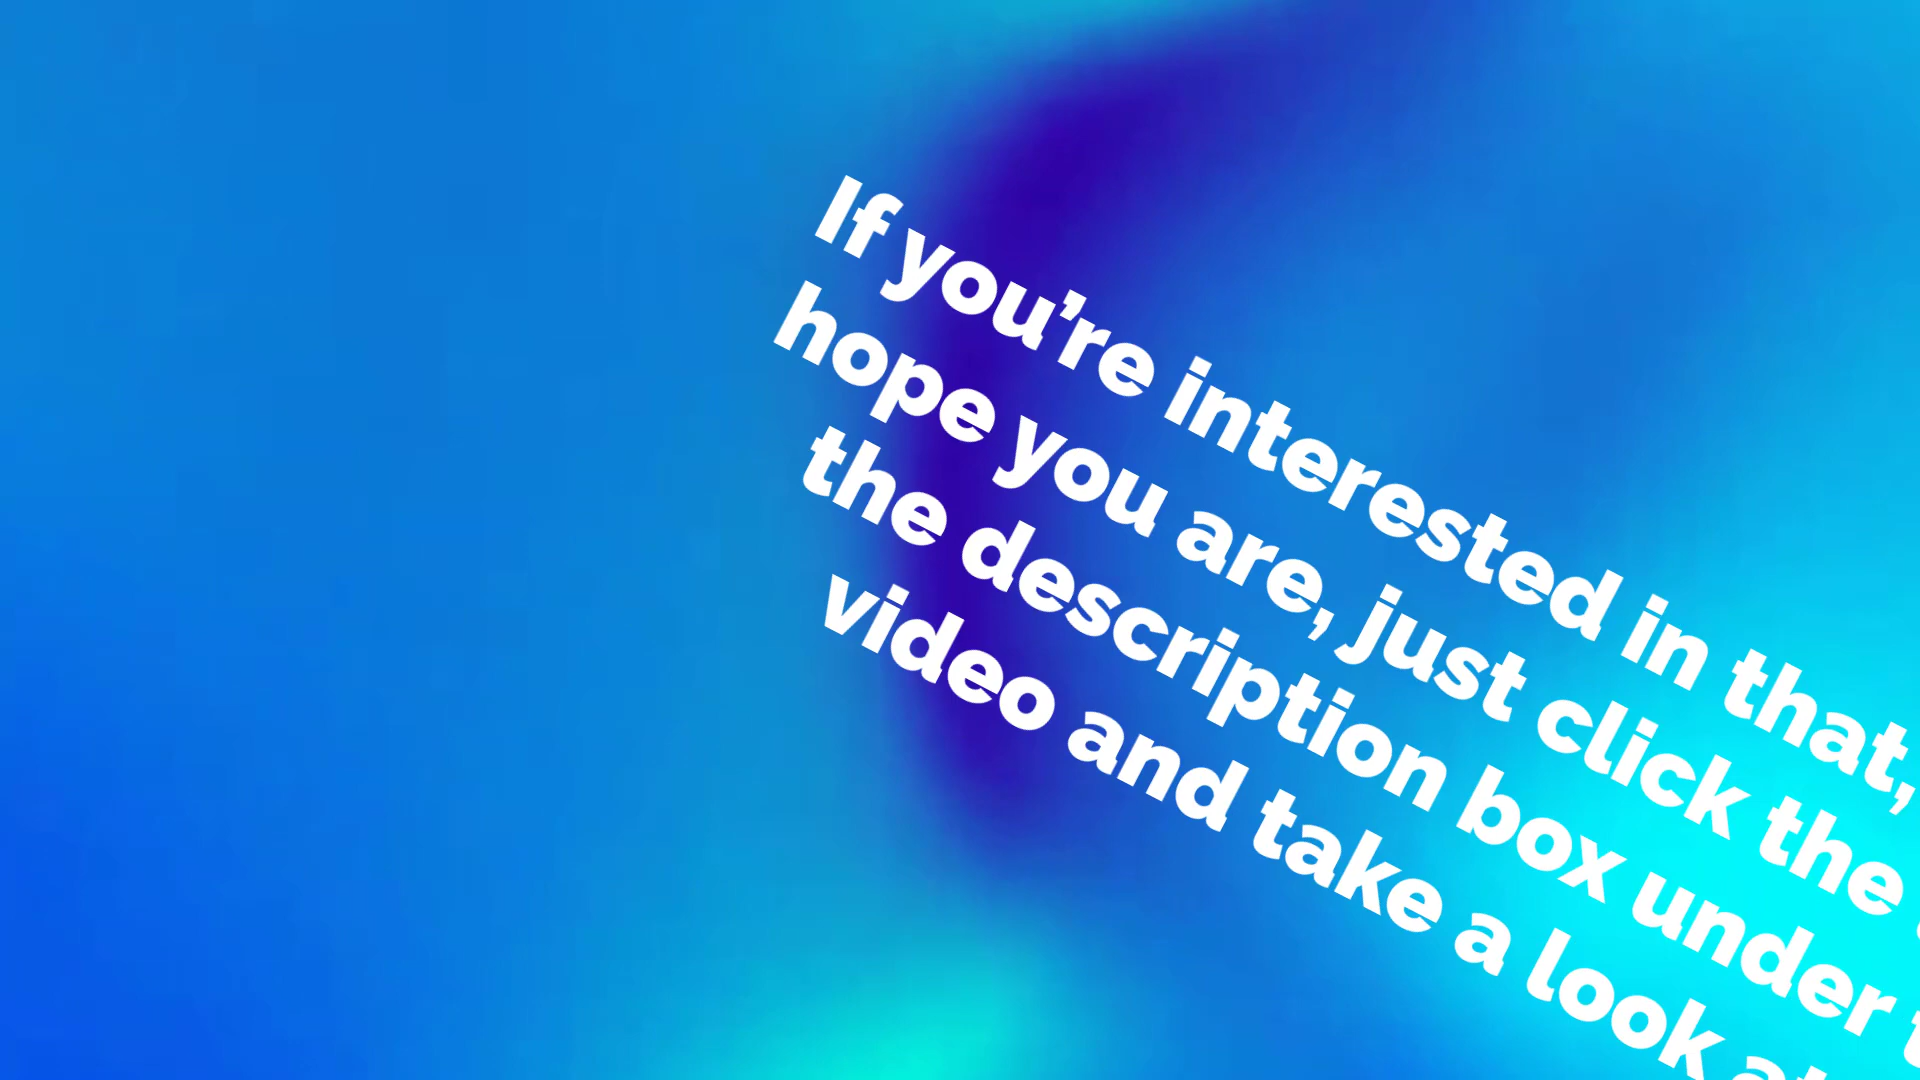 If you’re interested in that,
hope you are, just click the
the description box under
video and take a look at